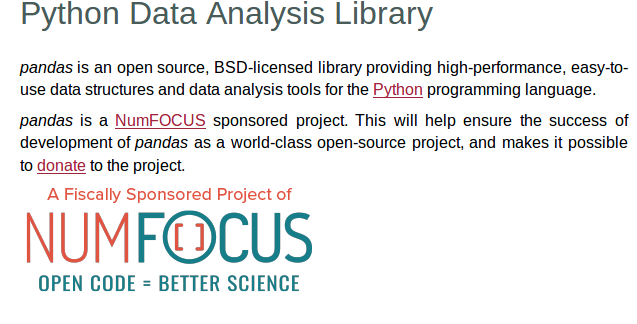 Python Data Analysis Library
pandas is an open source, BSD-licensed library providing high-performance, easy-to-
use data structures and data analysis tools for the Python programming language.
pandas is a NumFOCUS sponsored project. This will help ensure the success of
development of pandas as a world-class open-source project, and makes it possible
to donate to the project.
A Fiscally Sponsored Project of
NUMFOCUS
OPEN CODE = BETTER SCIENCE